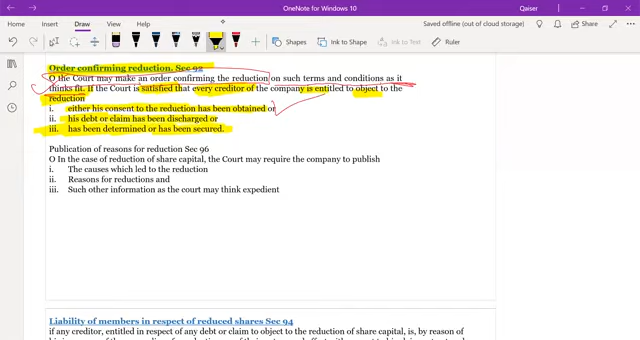 OneNote for Windows 10
Qaiser
Home
Insert
Draw
View
Help
Saved offline (out of cloud storage)
Share
Shapes
Ink to Shape
Ink to Math
Ruler
Order confirming reduction. Sec 92
O the Court may make an order confirming the reduction on such terms and conditions as it
thinks fit. If the Court is satisfied that every creditor of the company is entitled to object to the
reduction
i. either his consent to the reduction has been obtained or
ii. his debt or claim has been discharged or
iii. has been determined or has been secured.
Publication of reasons for reduction Sec 96
O In the case of reduction of share capital, the Court may require the company to publish
i. The causes which led to the reduction
ii. Reasons for reductions and
iii. Such other information as the court may think expedient
Liability of members in respect of reduced shares Sec 94
if any creditor, entitled in respect of any debt or claim to object to the reduction of share capital, is, by reason of